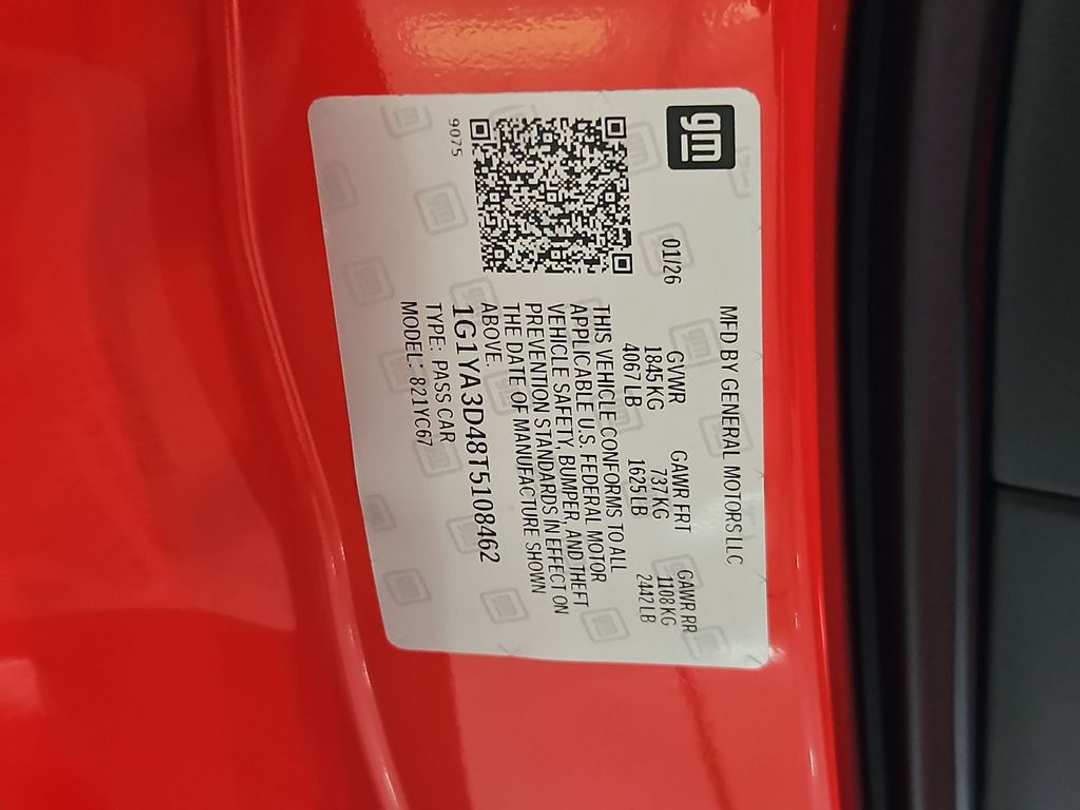 gm
MFD BY GENERAL MOTORS LLC
01/26
GVWR GAWR FRT GAWR RR
1845 KG 737 KG 1108 KG
4067 LB 1625 LB 2442 LB
THIS VEHICLE CONFORMS TO ALL
APPLICABLE U.S. FEDERAL MOTOR
VEHICLE SAFETY, BUMPER, AND THEFT
PREVENTION STANDARDS IN EFFECT ON
THE DATE OF MANUFACTURE SHOWN
ABOVE.
1G1YA3D48T5108462
TYPE: PASS CAR
MODEL: 821YC67
9075